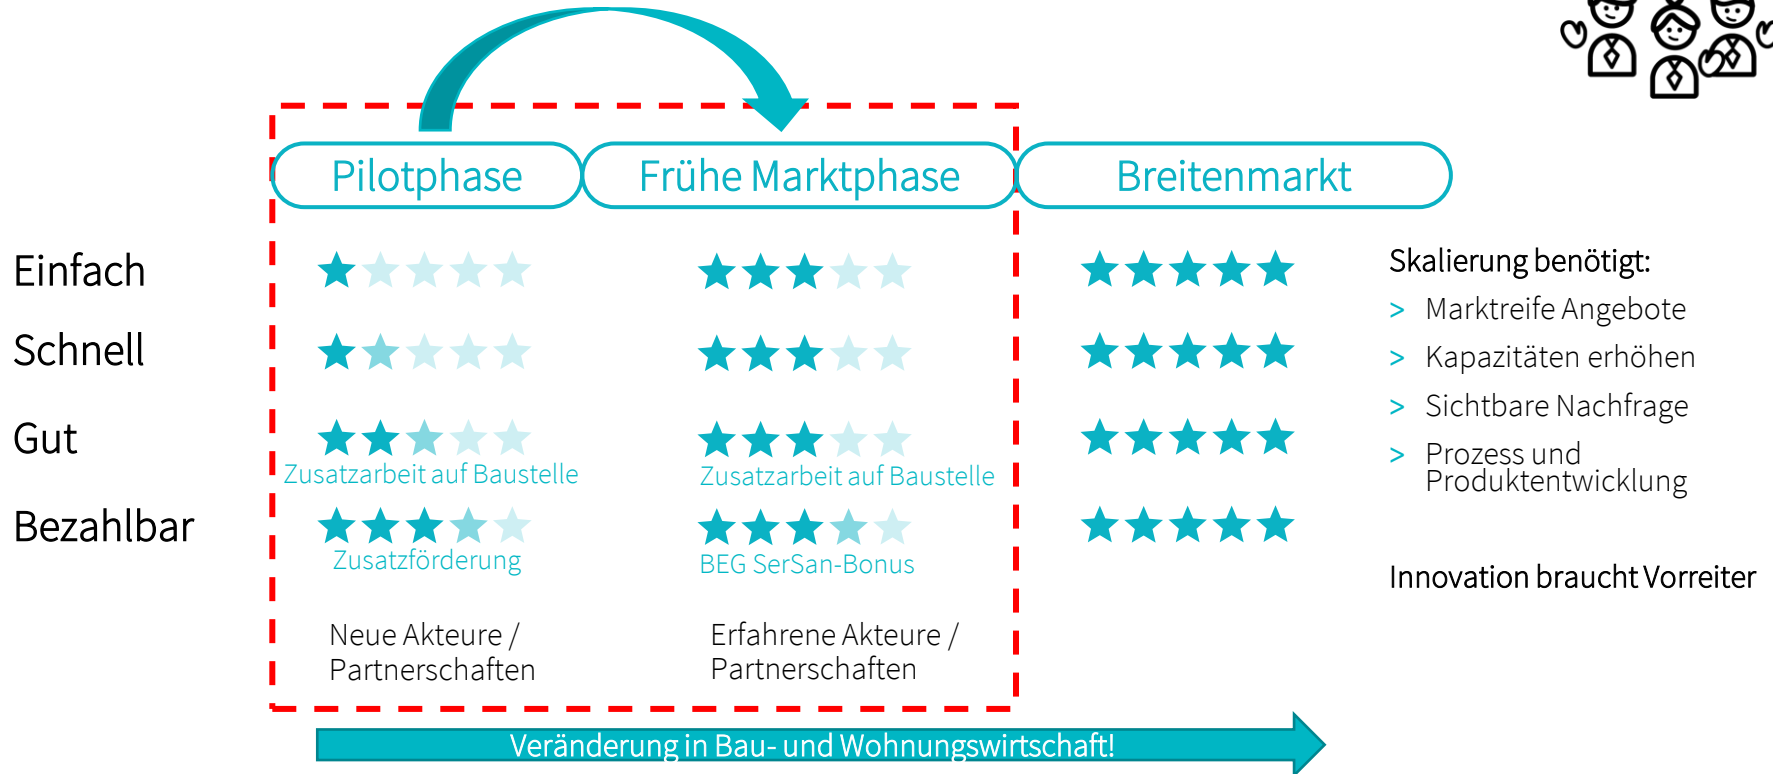 Pilotphase
Frühe Marktphase
Breitenmarkt
Einfach
Schnell
Gut
Zusatzarbeit auf Baustelle
Zusatzarbeit auf Baustelle
Bezahlbar
Zusatzförderung
BEG SerSan-Bonus
Neue Akteure /
Partnerschaften
Erfahrene Akteure /
Partnerschaften
Skalierung benötigt:
> Marktreife Angebote
> Kapazitäten erhöhen
> Sichtbare Nachfrage
> Prozess und
Produktentwicklung
Innovation braucht Vorreiter
Veränderung in Bau- und Wohnungswirtschaft!